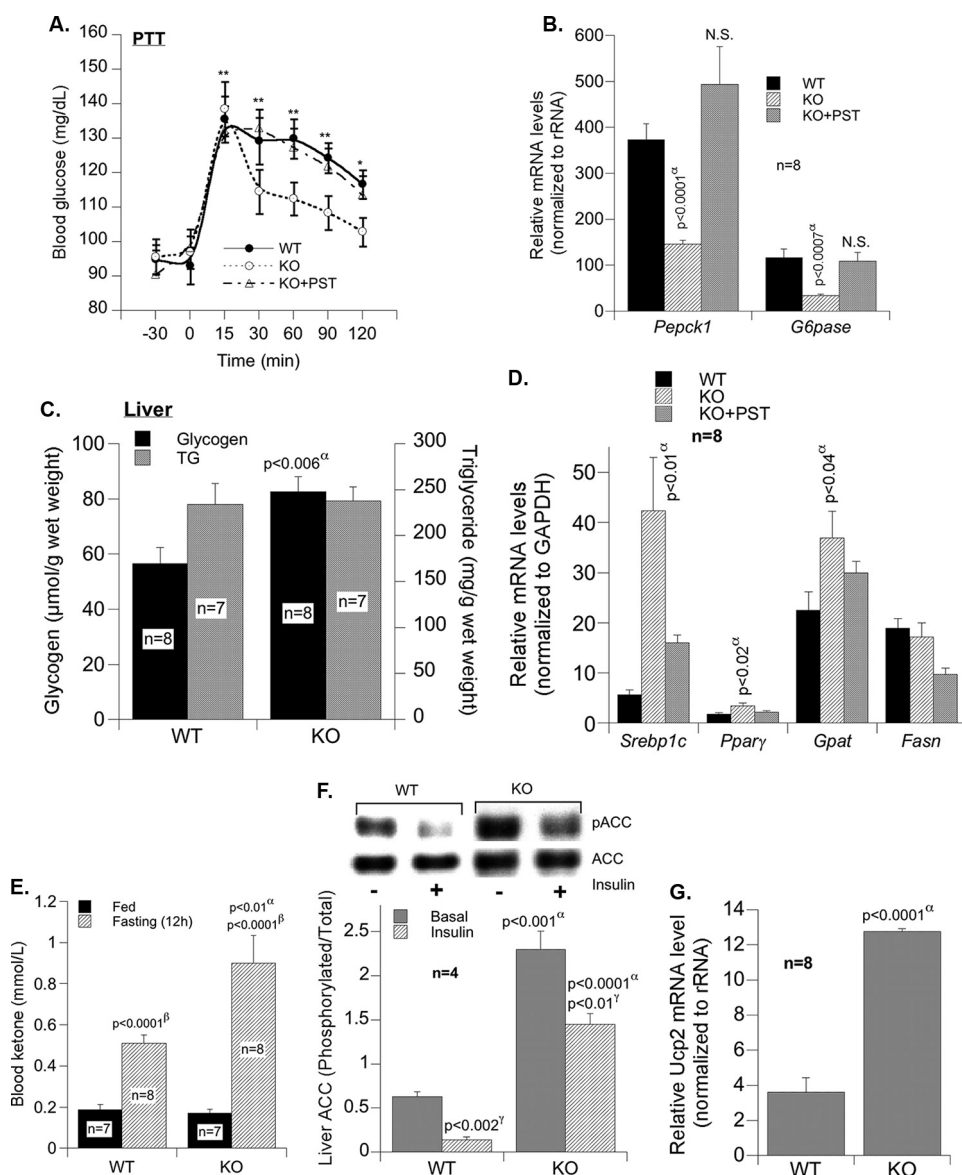 A.
PTT
Blood glucose (mg/dL)
160
150
140
130
120
110
100
90
80
**
**
**
**
*
WT
KO
KO+PST
-30 0 15 30 60 90 120
Time (min)
B.
Relative mRNA levels
(normalized to rRNA)
600
500
400
300
200
100
0
N.S.
WT
KO
KO+PST
n=8
p<0.0001α
p<0.0007α
N.S.
Pepck1 G6pase
C.
Liver
Glycogen
TG
Glycogen (μmol/g wet weight)
100
80
60
40
20
0
p<0.006α
n=8
n=7
n=8
n=7
300
250
200
150
100
50
0
Triglyceride (mg/g wet weight)
WT KO
D.
WT
KO
KO+PST
n=8
Relative mRNA levels
(normalized to GAPDH)
50
40
30
20
10
0
p<0.01α
p<0.02α
p<0.04α
Srebp1c Pparγ Gpat Fasn
E.
Fed
Fasting (12h)
Blood ketone (mmol/L)
1.2
1
0.8
0.6
0.4
0.2
0
p<0.0001β
p<0.01α
p<0.0001β
n=7
n=8
n=7
n=8
WT KO
F.
WT KO
pACC
ACC
- + - + Insulin
Liver ACC (Phosphorylated/Total)
2.5
2
1.5
1
0.5
0
Basal
Insulin
n=4
p<0.001α
p<0.0001α
p<0.01γ
p<0.002γ
WT KO
G.
Relative Ucp2 mRNA level
(normalized to rRNA)
14
12
10
8
6
4
2
0
n=8
p<0.0001α
WT KO